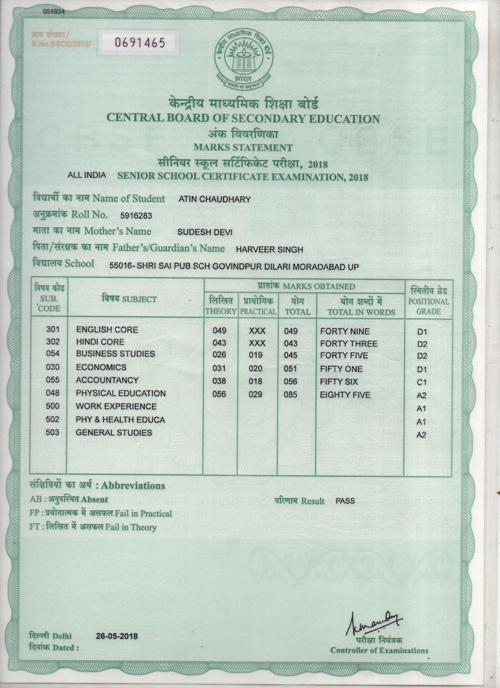 064934
क्रम संख्या/
S.No.SSCE/2018/ 0691465
भारत
केन्द्रीय माध्यमिक शिक्षा बोर्ड
CENTRAL BOARD OF SECONDARY EDUCATION
अंक विवरणिका
MARKS STATEMENT
सीनियर स्कूल सर्टिफिकेट परीक्षा, 2018
ALL INDIA SENIOR SCHOOL CERTIFICATE EXAMINATION, 2018
विद्यार्थी का नाम Name of Student ATIN CHAUDHARY
अनुक्रमांक Roll No. 5916283
माता का नाम Mother's Name SUDESH DEVI
पिता/संरक्षक का नाम Father's/Guardian's Name HARVEER SINGH
विद्यालय School 55016- SHRI SAI PUB SCH GOVINDPUR DILARI MORADABAD UP
विषय कोड SUB. CODE विषय SUBJECT प्राप्तांक MARKS OBTAINED स्थितीय ग्रेड POSITIONAL GRADE
लिखित THEORY प्रायोगिक PRACTICAL योग TOTAL योग शब्दों में TOTAL IN WORDS
301 ENGLISH CORE 049 XXX 049 FORTY NINE D1
302 HINDI CORE 043 XXX 043 FORTY THREE D2
054 BUSINESS STUDIES 026 019 045 FORTY FIVE D2
030 ECONOMICS 031 020 051 FIFTY ONE D1
055 ACCOUNTANCY 038 018 056 FIFTY SIX C1
048 PHYSICAL EDUCATION 056 029 085 EIGHTY FIVE A2
500 WORK EXPERIENCE A1
502 PHY & HEALTH EDUCA A1
503 GENERAL STUDIES A2
संक्षिप्तियों का अर्थ : Abbreviations
AB : अनुपस्थित Absent परिणाम Result PASS
FP : प्रयोगात्मक में असफल Fail in Practical
FT : लिखित में असफल Fail in Theory
दिल्ली Delhi 26-05-2018
दिनांक Dated :
परीक्षा नियंत्रक
Controller of Examinations